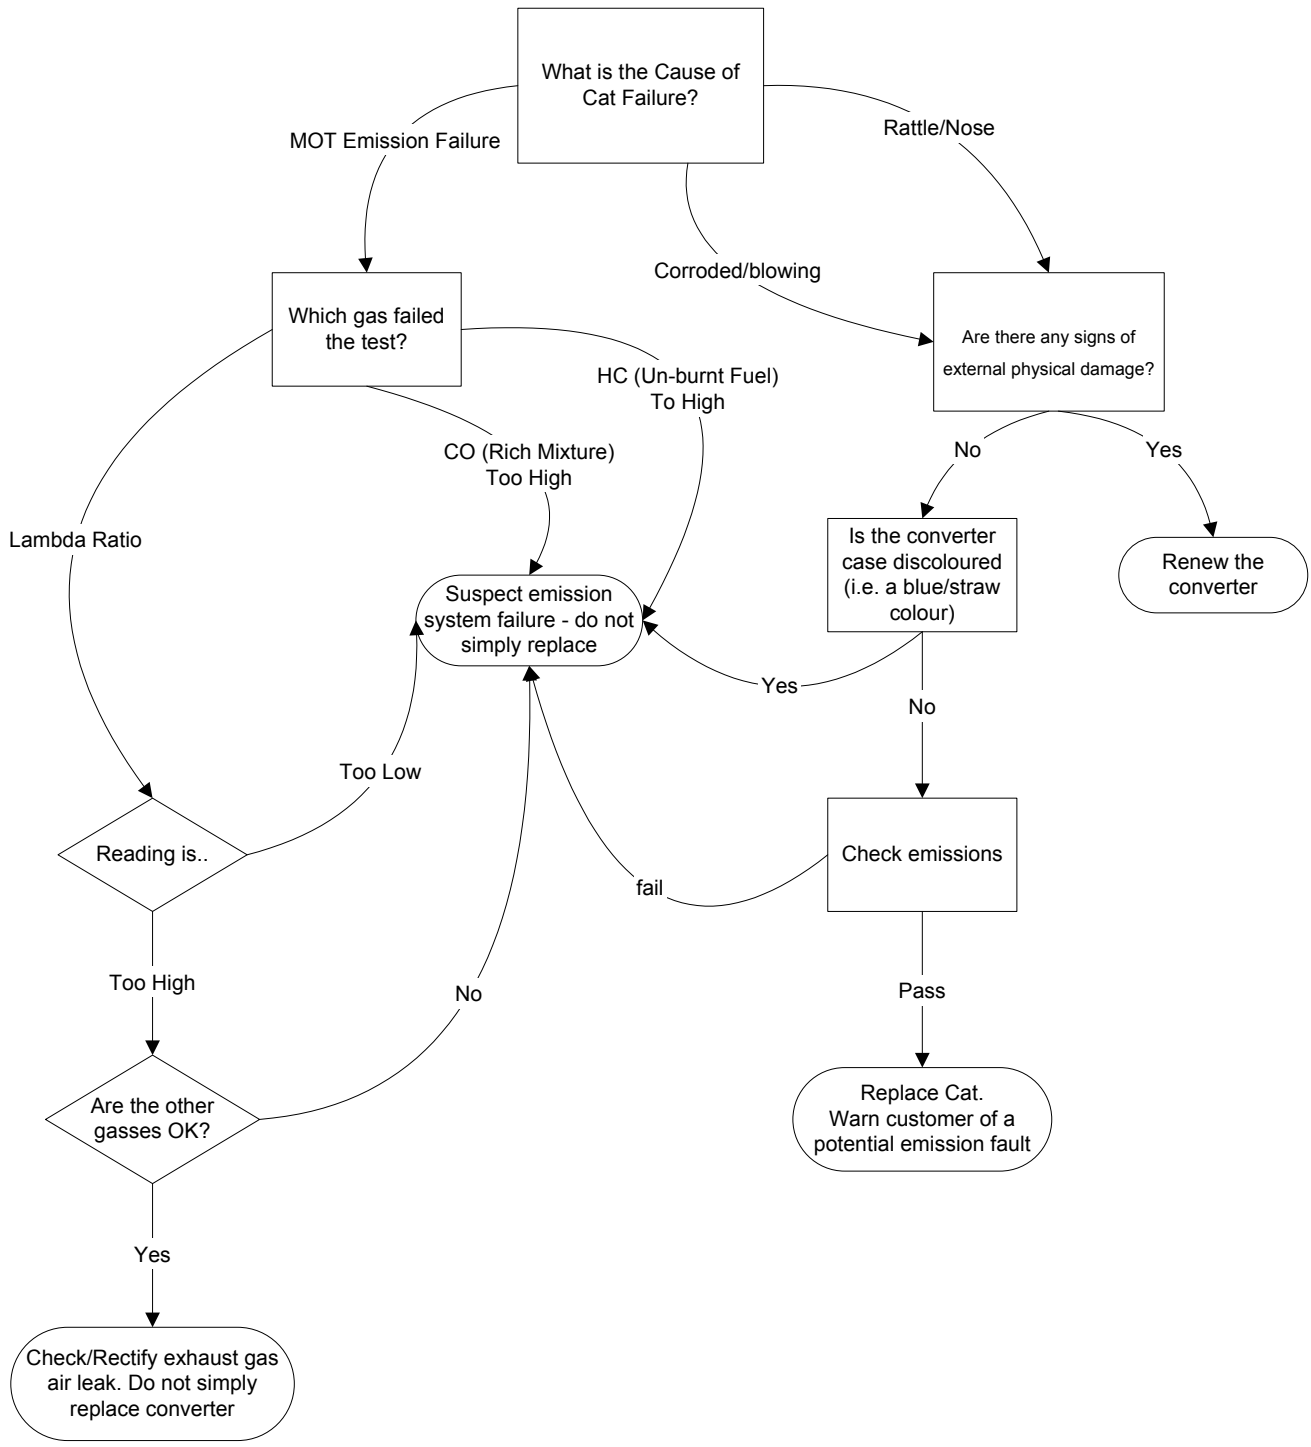 What is the Cause of
Cat Failure?
MOT Emission Failure
Rattle/Nose
Corroded/blowing
Which gas failed
the test?
Are there any signs of
external physical damage?
HC (Un-burnt Fuel)
To High
CO (Rich Mixture)
Too High
No
Yes
Lambda Ratio
Is the converter
case discoloured
(i.e. a blue/straw
colour)
Renew the
converter
Suspect emission
system failure - do not
simply replace
Yes
No
Too Low
Reading is..
Check emissions
fail
Too High
No
Pass
Are the other
gasses OK?
Replace Cat.
Warn customer of a
potential emission fault
Yes
Check/Rectify exhaust gas
air leak. Do not simply
replace converter